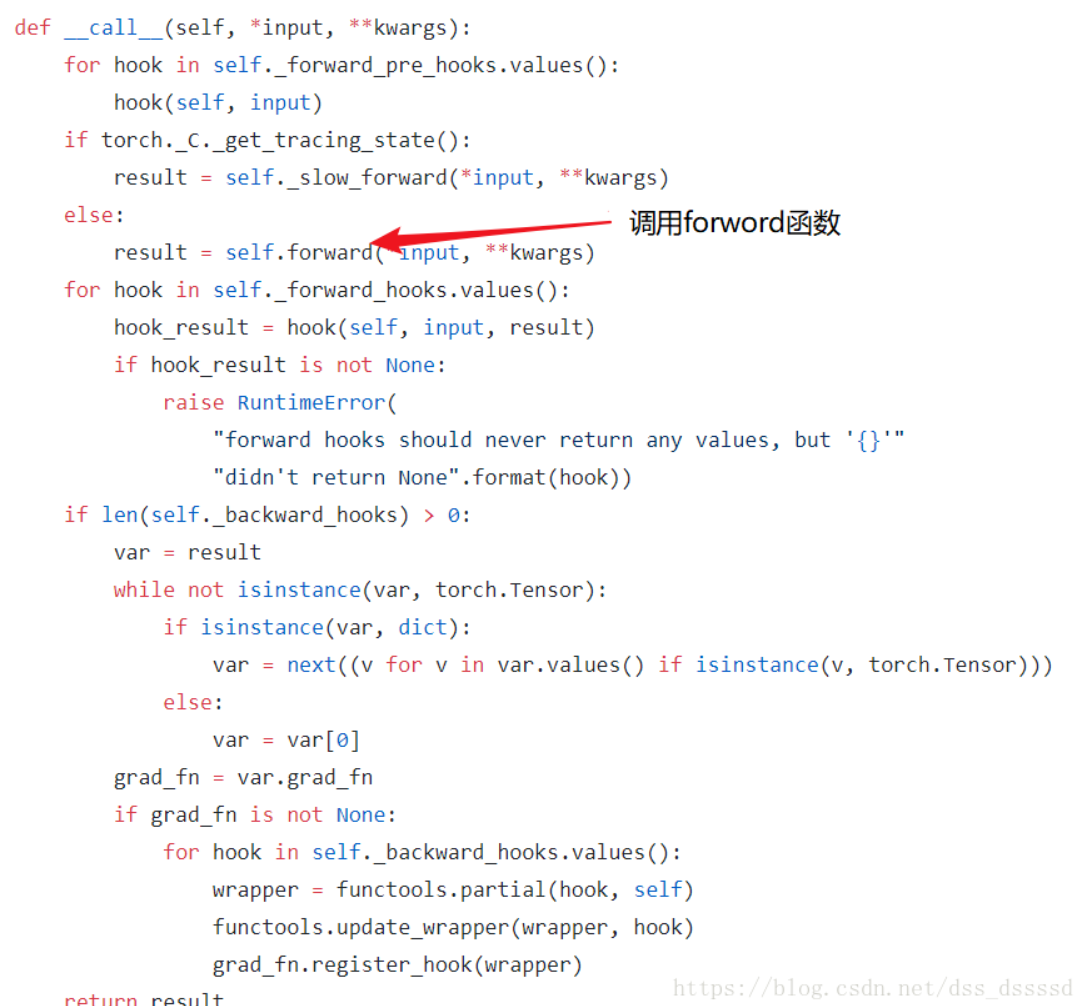 def __call__(self, *input, **kwargs):
    for hook in self._forward_pre_hooks.values():
        hook(self, input)
    if torch._C._get_tracing_state():
        result = self._slow_forward(*input, **kwargs)
    else:
调用forword函数
        result = self.forward( input, **kwargs)
    for hook in self._forward_hooks.values():
        hook_result = hook(self, input, result)
        if hook_result is not None:
            raise RuntimeError(
                "forward hooks should never return any values, but '{}'"
                "didn't return None".format(hook))
    if len(self._backward_hooks) > 0:
        var = result
        while not isinstance(var, torch.Tensor):
            if isinstance(var, dict):
                var = next((v for v in var.values() if isinstance(v, torch.Tensor)))
            else:
                var = var[0]
        grad_fn = var.grad_fn
        if grad_fn is not None:
            for hook in self._backward_hooks.values():
                wrapper = functools.partial(hook, self)
                functools.update_wrapper(wrapper, hook)
                grad_fn.register_hook(wrapper)
    return result
https://blog.csdn.net/dss_dssssd